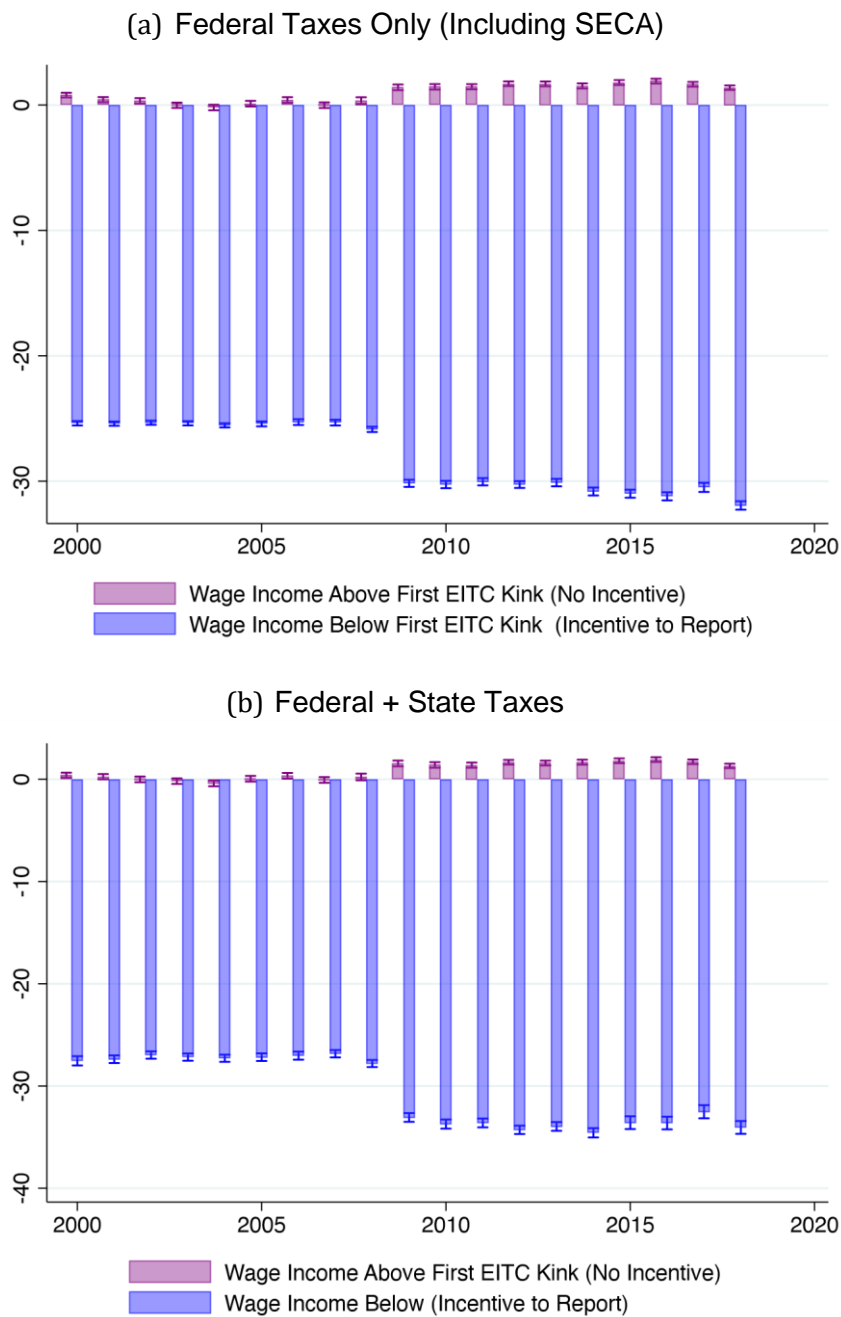 (a) Federal Taxes Only (Including SECA)
0
-10
-20
-30
2000 2005 2010 2015 2020
Wage Income Above First EITC Kink (No Incentive)
Wage Income Below First EITC Kink (Incentive to Report)
(b) Federal + State Taxes
0
-10
-20
-30
-40
2000 2005 2010 2015 2020
Wage Income Above First EITC Kink (No Incentive)
Wage Income Below (Incentive to Report)